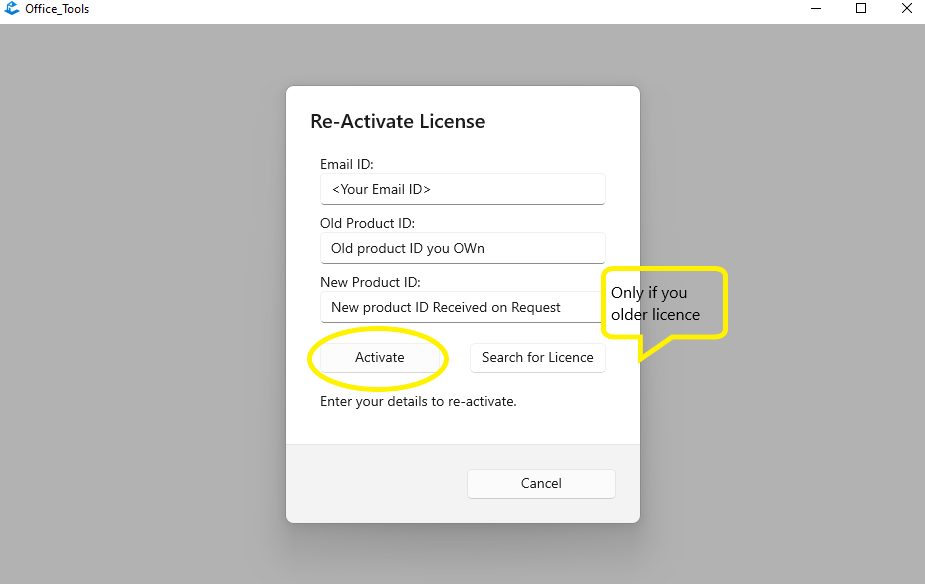 Office_Tools
Re-Activate License
Email ID:
<Your Email ID>
Old Product ID:
Old product ID you OWn
New Product ID:
New product ID Received on Request
Only if you
older licence
Activate
Search for Licence
Enter your details to re-activate.
Cancel